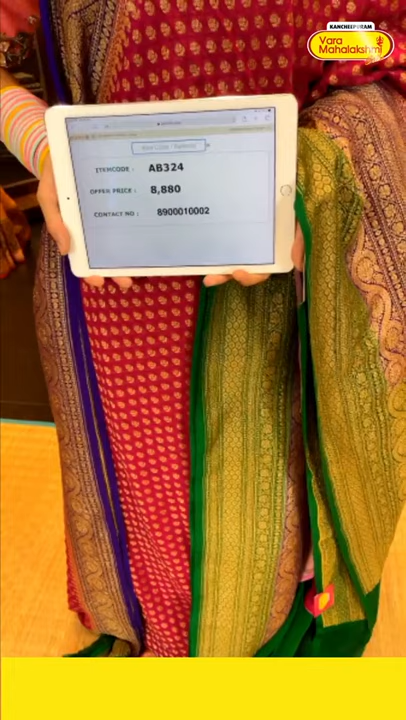 KANCHEEPURAM
Vara
Mahalakshmi
ITEMCODE : AB324
OFFER PRICE : 8,880
CONTACT NO : 8900010002